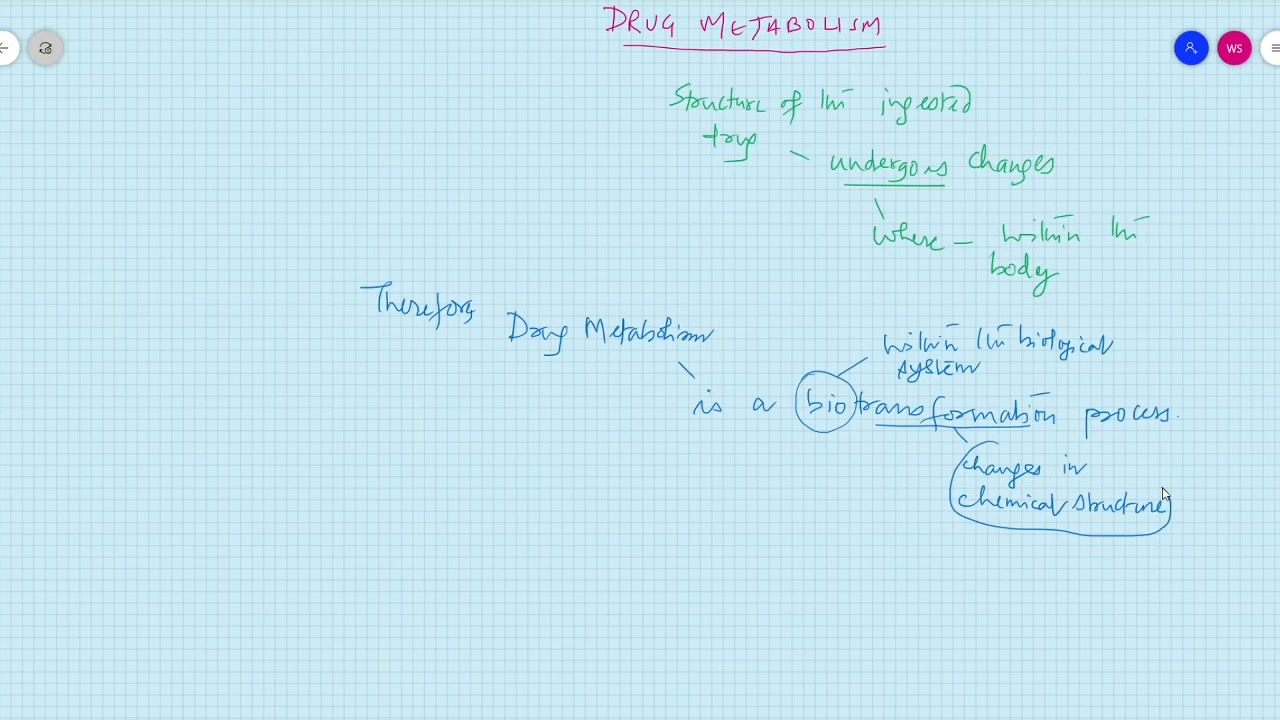 DRUG METABOLISM
WS
Structure of the ingested
drug
undergoes changes
where - within the
body
Therefore,
Drug Metabolism
within the biological
system
is a biotransformation process.
changes in
chemical structure